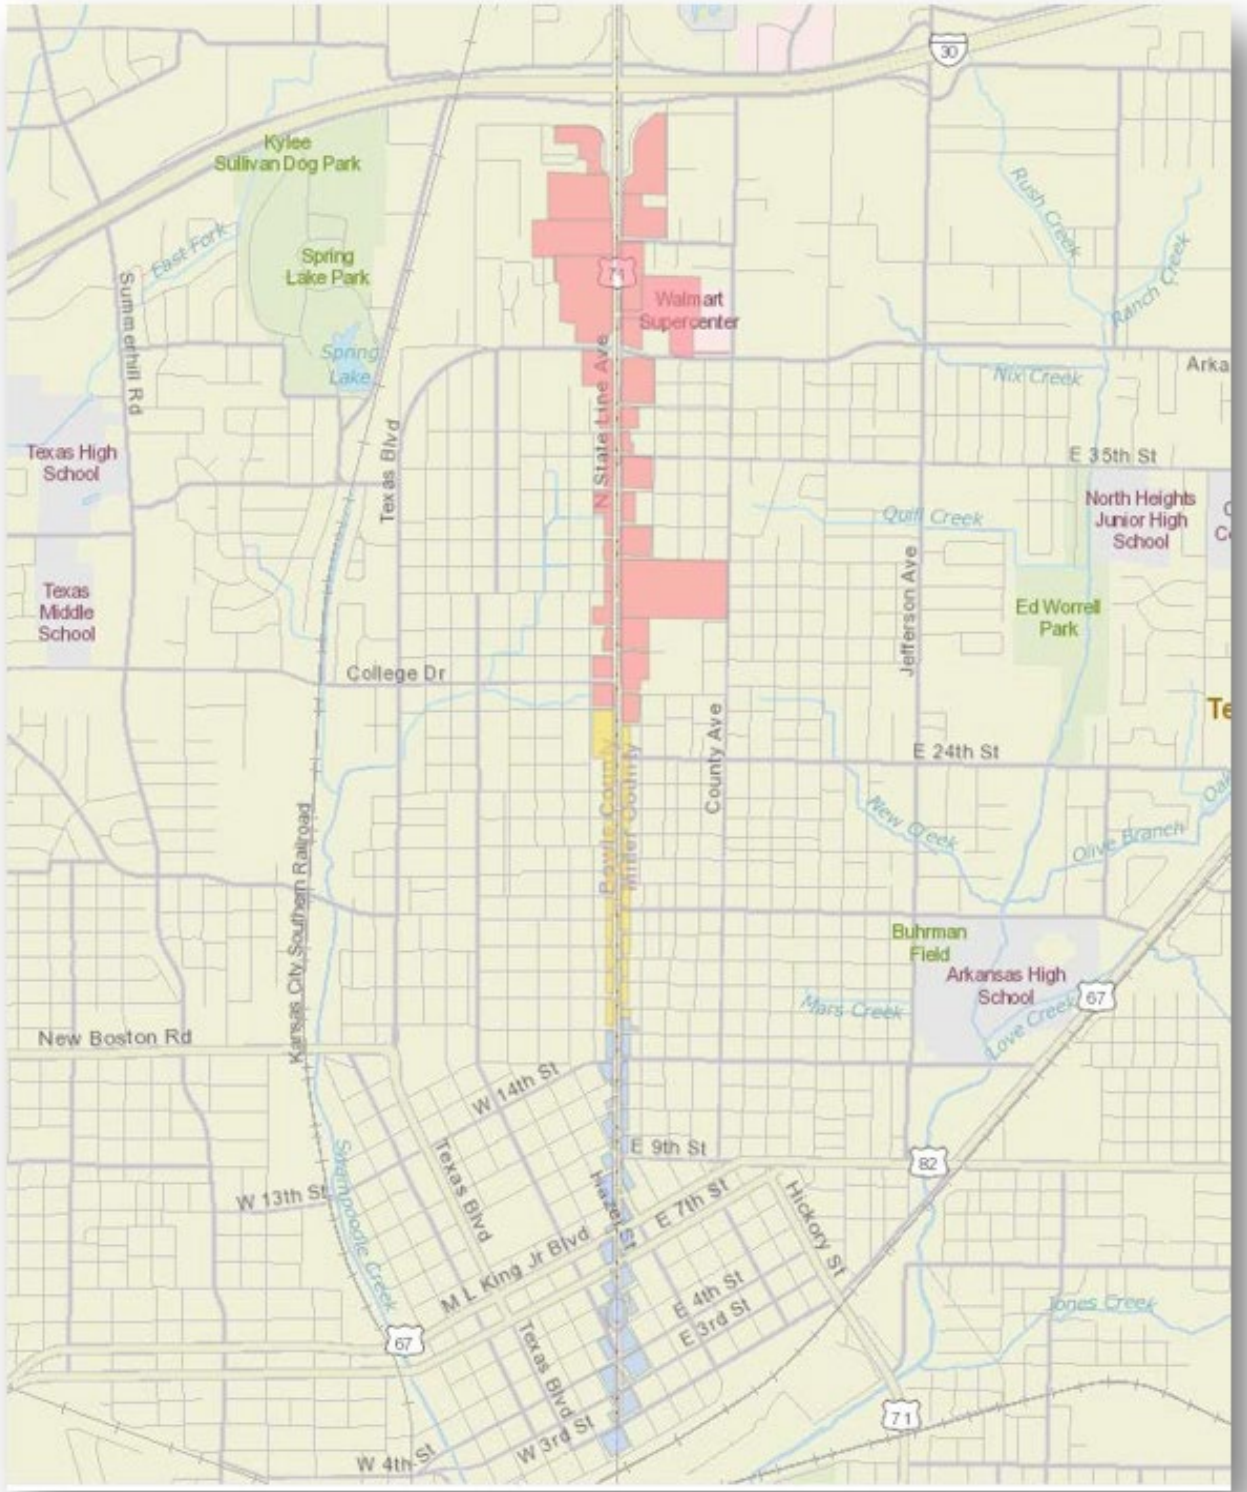 30
Kylee
Sullivan Dog Park
Rush Creek
East Fork
Spring
Lake Park
Ranch Creek
71
Summerhill Rd
Walmart
Supercenter
Spring
Lake
N State Line Ave
Nix Creek
Arka
Texas Blvd
Texas High
School
E 35th St
North Heights
Junior High
School
Quill Creek
C
Co
Jefferson Ave
Texas
Middle
School
Ed Worrell
Park
College Dr
Te
County Ave
E 24th St
Bowie County
Miller County
New Creek
Olive Branch
Oak
Kansas City Southern Railroad
Buhrman
Field
Arkansas High
School
67
Mars Creek
Love Creek
New Boston Rd
W 14th St
E 9th St
82
Texas Blvd
W 13th St
Hazel St
E 7th St
Hickory St
M L King Jr Blvd
E 4th St
E 3rd St
Jones Creek
67
Texas Blvd St
W 3rd St
71
W 4th St